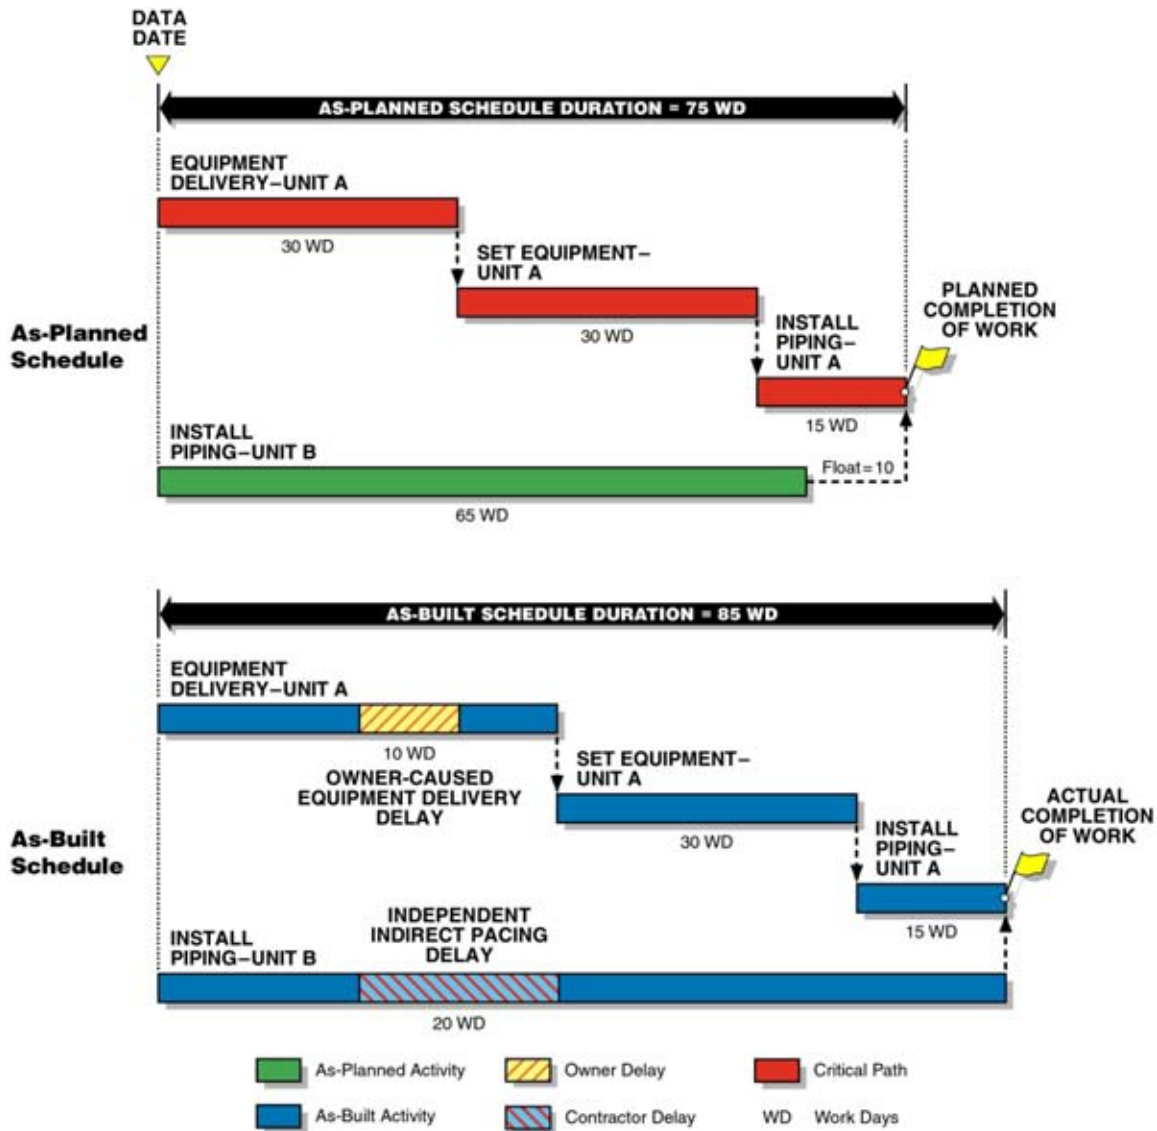 DATA
DATE
AS-PLANNED SCHEDULE DURATION = 75 WD
EQUIPMENT
DELIVERY–UNIT A
30 WD
SET EQUIPMENT–
UNIT A
30 WD
INSTALL
PIPING–
UNIT A
15 WD
PLANNED
COMPLETION
OF WORK
As-Planned
Schedule
INSTALL
PIPING–UNIT B
Float=10
65 WD
AS-BUILT SCHEDULE DURATION = 85 WD
EQUIPMENT
DELIVERY–UNIT A
10 WD
OWNER-CAUSED
EQUIPMENT DELIVERY
DELAY
SET EQUIPMENT–
UNIT A
30 WD
INSTALL
PIPING–
UNIT A
15 WD
ACTUAL
COMPLETION
OF WORK
As-Built
Schedule
INSTALL
PIPING–UNIT B
INDEPENDENT
INDIRECT PACING
DELAY
20 WD
As-Planned Activity
Owner Delay
Critical Path
As-Built Activity
Contractor Delay
WD Work Days